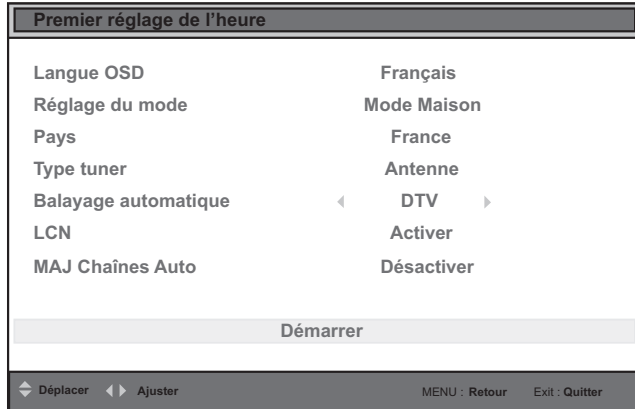 Premier réglage de l'heure
Langue OSD Français
Réglage du mode Mode Maison
Pays France
Type tuner Antenne
Balayage automatique DTV
LCN Activer
MAJ Chaînes Auto Désactiver
Démarrer
Déplacer Ajuster MENU : Retour Exit : Quitter